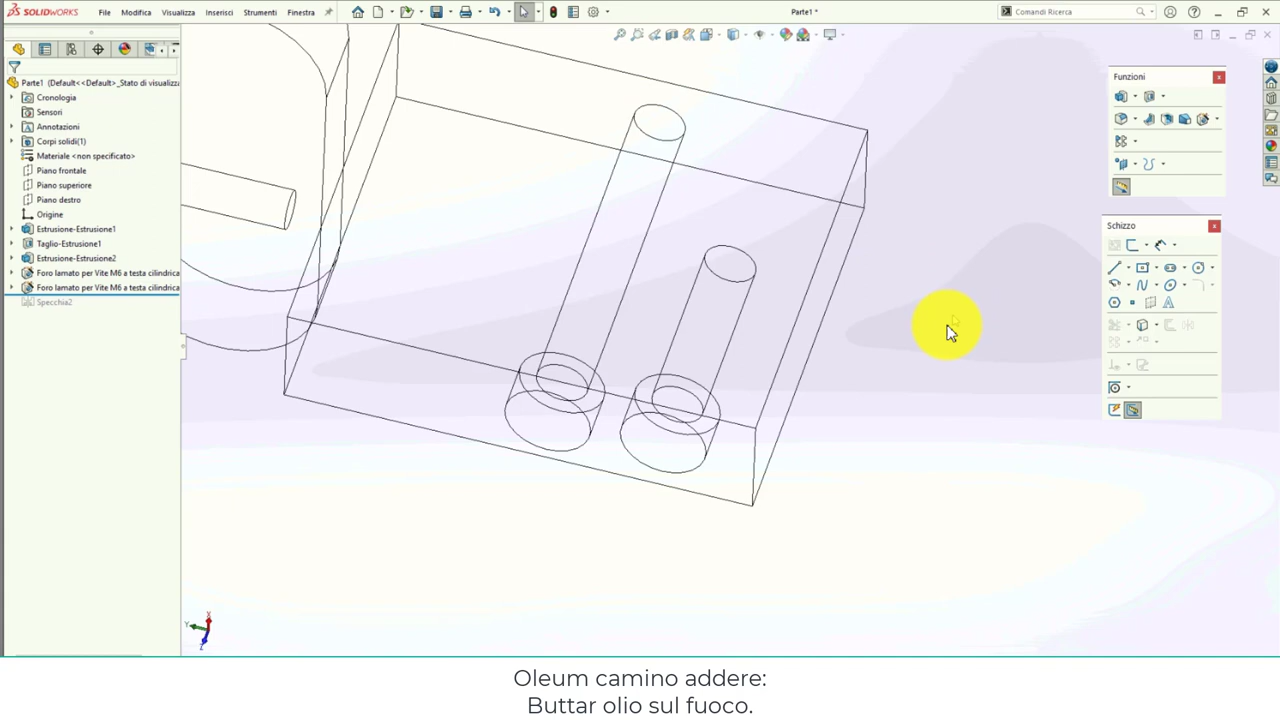 SOLIDWORKS
File
Modifica
Visualizza
Inserisci
Strumenti
Finestra
Parte1 *
Comandi Ricerca
Parte1 (Default<<Default>_Stato di visualizza
Cronologia
Sensori
Annotazioni
Corpi solidi(1)
Materiale <non specificato>
Piano frontale
Piano superiore
Piano destro
Origine
Estrusione-Estrusione1
Taglio-Estrusione1
Estrusione-Estrusione2
Foro lamato per Vite M6 a testa cilindrica
Foro lamato per Vite M6 a testa cilindrica
Specchia2
Funzioni
Schizzo
Oleum camino addere:
Buttar olio sul fuoco.